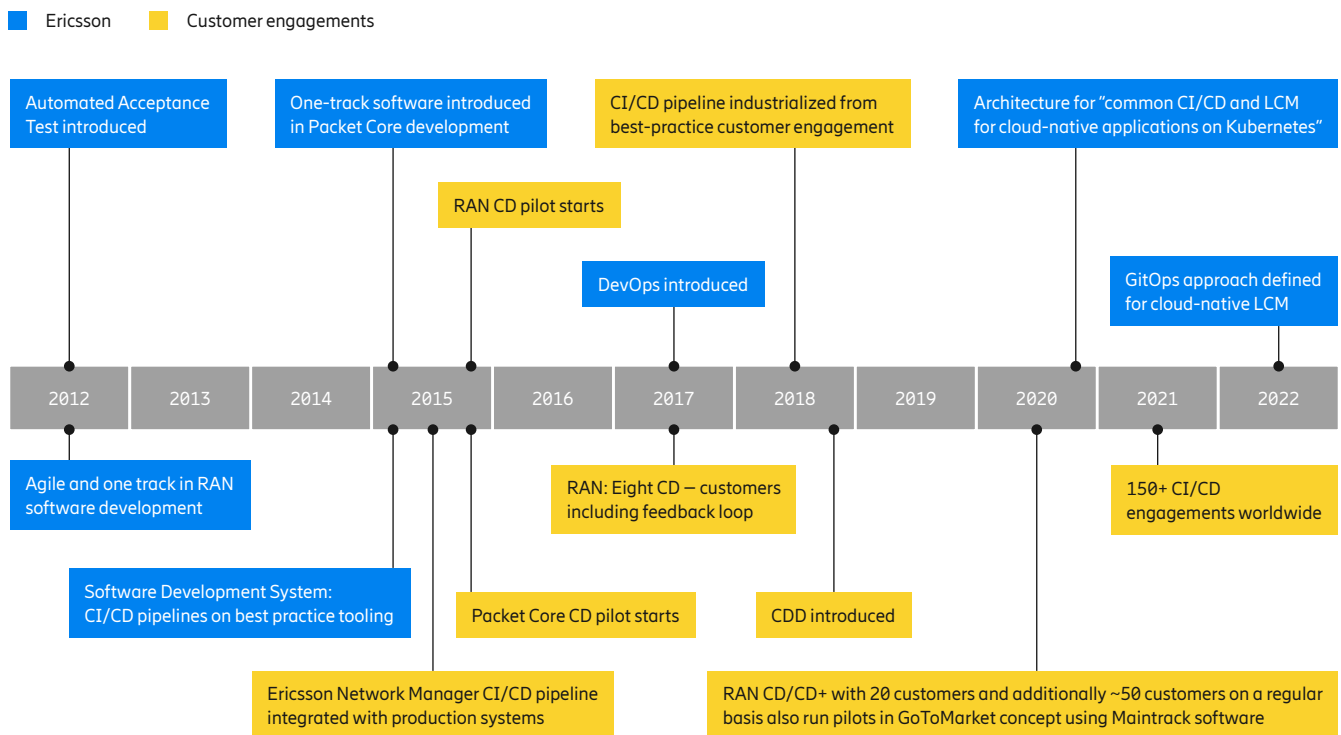 Ericsson
Customer engagements
Automated Acceptance
Test introduced
One-track software introduced
in Packet Core development
CI/CD pipeline industrialized from
best-practice customer engagement
Architecture for “common CI/CD and LCM
for cloud-native applications on Kubernetes”
RAN CD pilot starts
DevOps introduced
GitOps approach defined
for cloud-native LCM
2012
2013
2014
2015
2016
2017
2018
2019
2020
2021
2022
Agile and one track in RAN
software development
RAN: Eight CD – customers
including feedback loop
150+ CI/CD
engagements worldwide
Software Development System:
CI/CD pipelines on best practice tooling
Packet Core CD pilot starts
CDD introduced
Ericsson Network Manager CI/CD pipeline
integrated with production systems
RAN CD/CD+ with 20 customers and additionally ~50 customers on a regular
basis also run pilots in GoToMarket concept using Maintrack software